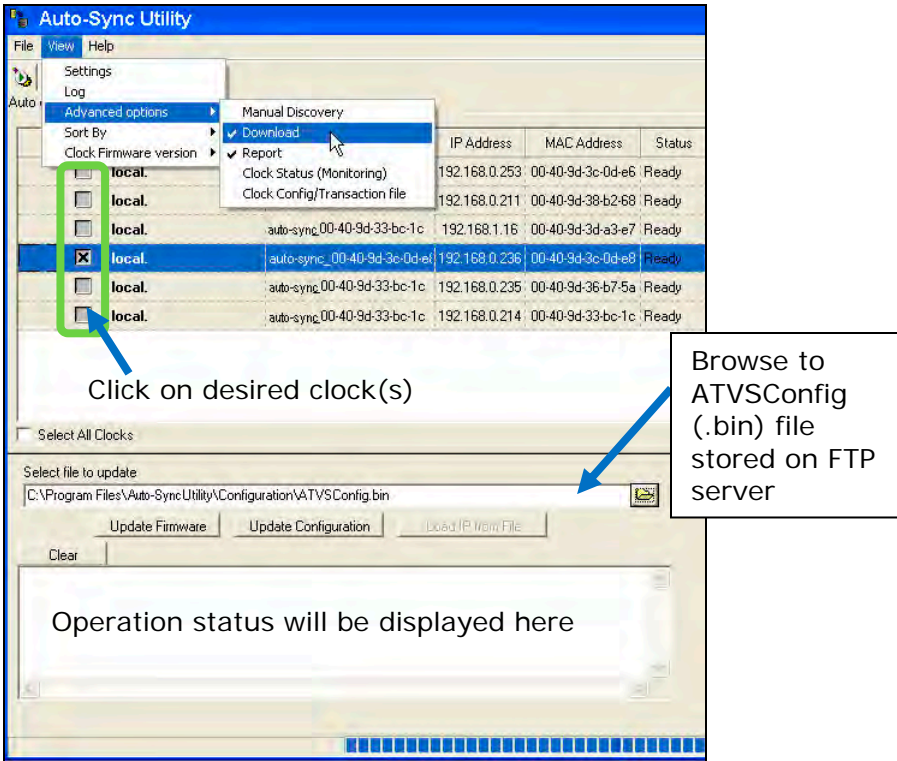 Auto-Sync Utility
File View Help
Settings
Log
Auto
Advanced options
Manual Discovery
Sort By
Download
Clock Firmware version
Report
Clock Status (Monitoring)
Clock Config/Transaction file
IP Address MAC Address Status
local. 192.168.0.253 00-40-9d-3c-0d-e6 Ready
local. 192.168.0.211 00-40-9d-38-b2-68 Ready
local. auto-sync_00-40-9d-33-bc-1c 192.168.1.16 00-40-9d-3d-a3-e7 Ready
local. auto-sync_00-40-9d-3c-0d-e8 192.168.0.236 00-40-9d-3c-0d-e8 Ready
local. auto-sync_00-40-9d-33-bc-1c 192.168.0.235 00-40-9d-36-b7-5a Ready
local. auto-sync_00-40-9d-33-bc-1c 192.168.0.214 00-40-9d-33-bc-1c Ready
Click on desired clock(s)
Browse to
ATVSConfig
(.bin) file
stored on FTP
server
Select All Clocks
Select file to update
C:\Program Files\Auto-SyncUtility\Configuration\ATVSConfig.bin
Update Firmware Update Configuration Load IP from File
Clear
Operation status will be displayed here